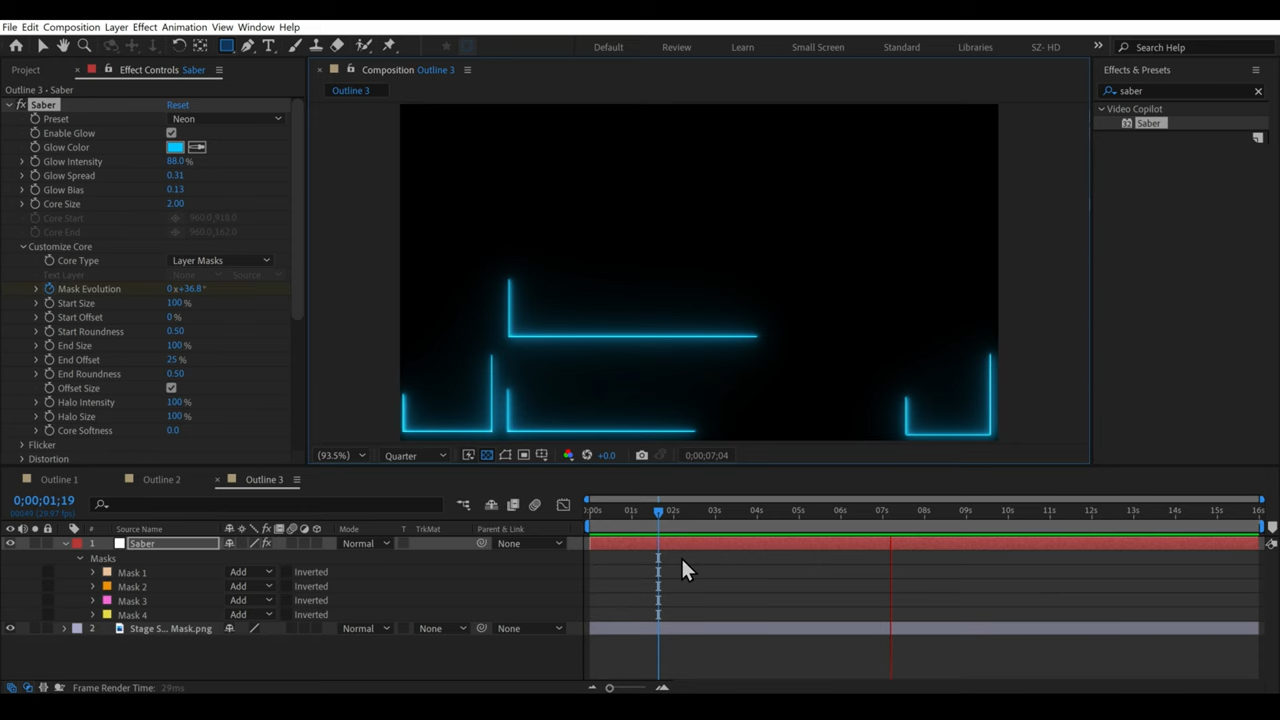 File Edit Composition Layer Effect Animation View Window Help
Default Review Learn Small Screen Standard Libraries SZ- HD Search Help
Project Effect Controls Saber
Composition Outline 3
Effects & Presets
Outline 3 - Saber
Outline 3
saber
fx Saber Reset
Video Copilot
Preset Neon
Saber
Enable Glow
Glow Color
Glow Intensity 88.0 %
Glow Spread 0.31
Glow Bias 0.13
Core Size 2.00
Core Start 960.0,918.0
Core End 960.0,162.0
Customize Core
Core Type Layer Masks
Text Layer None Source
Mask Evolution 0 x+36.8 °
Start Size 100 %
Start Offset 0 %
Start Roundness 0.50
End Size 100 %
End Offset 25 %
End Roundness 0.50
Offset Size
Halo Intensity 100 %
Halo Size 100 %
Core Softness 0.0
Flicker
Distortion
(93.5%) Quarter +0.0 0;00;07;04
Outline 1 Outline 2 Outline 3
0;00;01;19
00049 (29.97 fps)
:00s 01s 02s 03s 04s 05s 06s 07s 08s 09s 10s 11s 12s 13s 14s 15s 16s
# Source Name fx Mode T TrkMat Parent & Link
1 Saber fx Normal None
Masks
Mask 1 Add Inverted
Mask 2 Add Inverted
Mask 3 Add Inverted
Mask 4 Add Inverted
2 Stage S... Mask.png Normal None None
Frame Render Time: 29ms